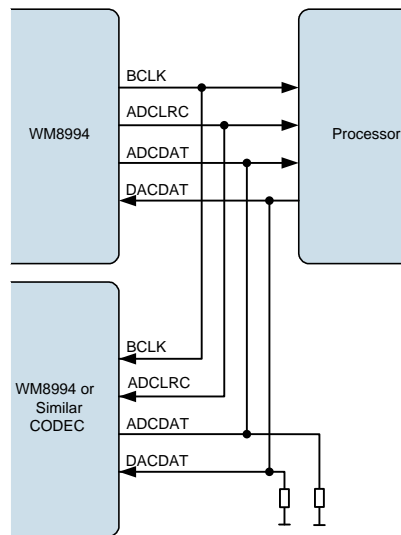 BCLK
ADCLRC
WM8994
Processor
ADCDAT
DACDAT
BCLK
WM8994 or
Similar
CODEC
ADCLRC
ADCDAT
DACDAT